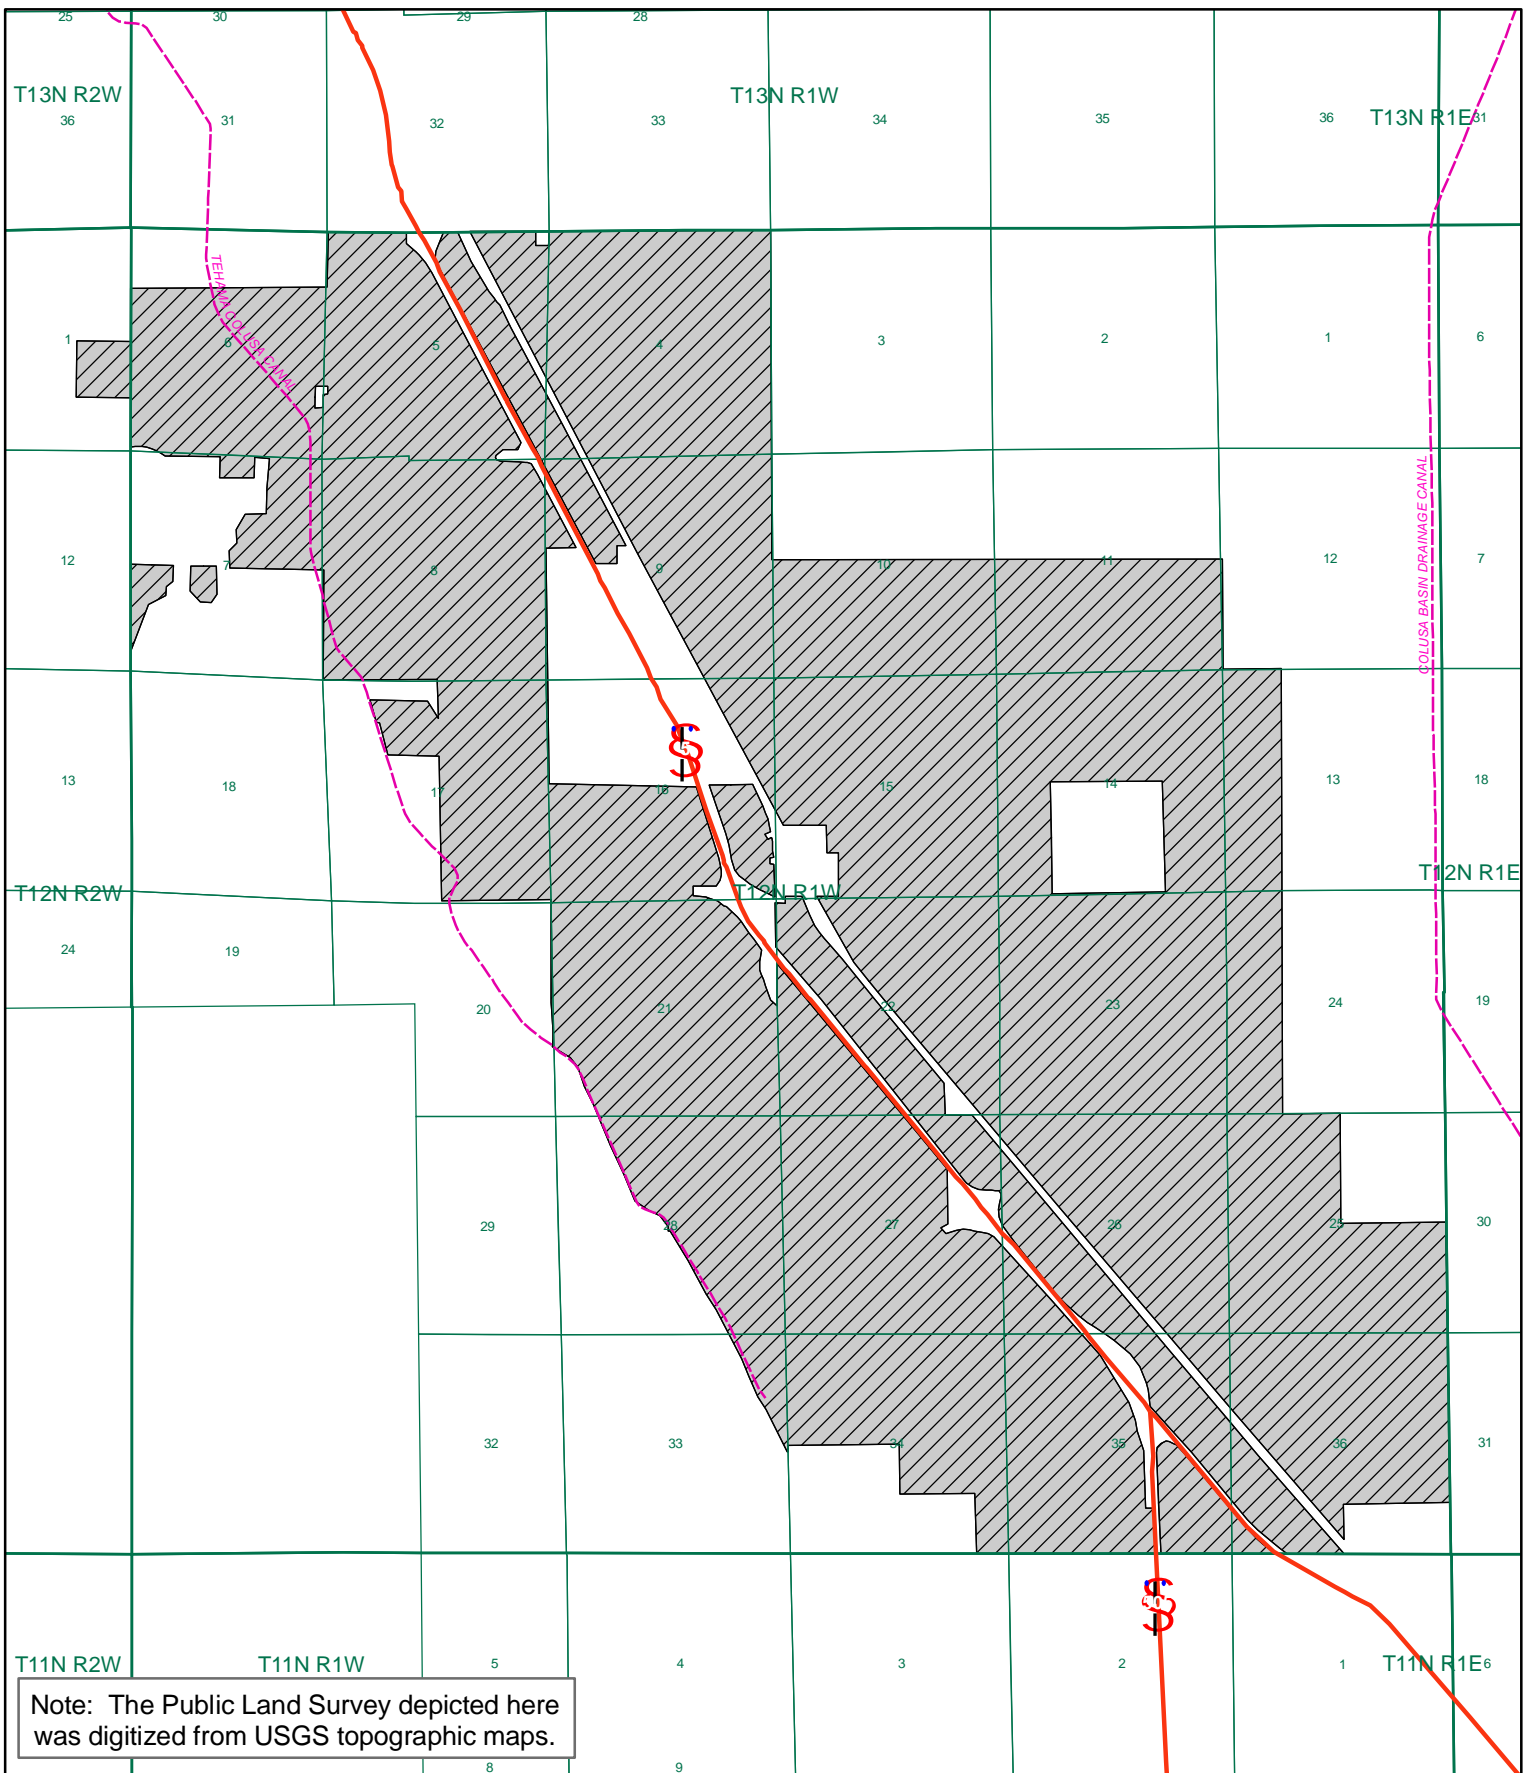 25 30 29 28
T13N R2W T13N R1W
36 31 32 33 34 35 36 T13N R1E 31
TEHAMA COLUSA CANAL
1 6 5 4 3 2 1 6
COLUSA BASIN DRAINAGE CANAL
12 7 8 9 10 11 12 7
5
13 18 17 16 15 14 13 18
T12N R2W T12N R1W T12N R1E
24 19 20 21 22 23 24 19
29 28 27 26 25 30
32 33 34 35 36 31
505
T11N R2W T11N R1W 5 4 3 2 1 T11N R1E 6
Note: The Public Land Survey depicted here
was digitized from USGS topographic maps.
8 9